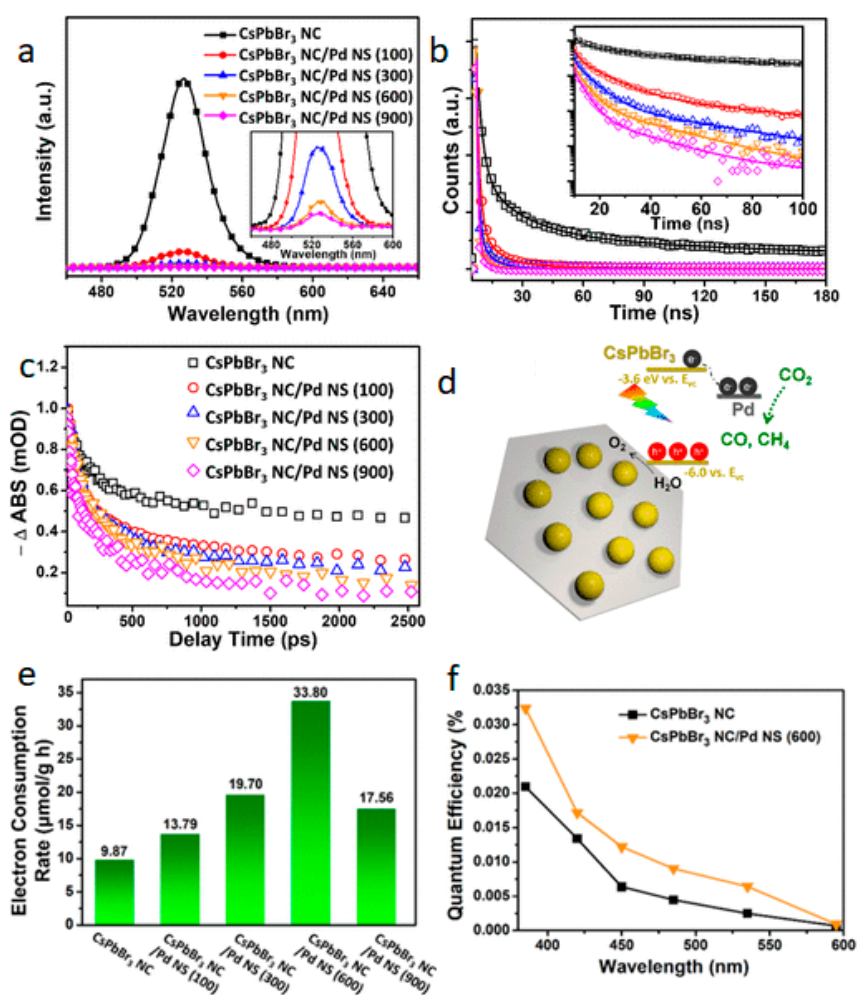 a
CsPbBr₃ NC
CsPbBr₃ NC/Pd NS (100)
CsPbBr₃ NC/Pd NS (300)
CsPbBr₃ NC/Pd NS (600)
CsPbBr₃ NC/Pd NS (900)
Intensity (a.u.)
480 520 560 600
Wavelength (nm)
480 520 560 600 640
Wavelength (nm)
b
Counts (a.u.)
20 40 60 80 100
Time (ns)
30 60 90 120 150 180
Time (ns)
c
CsPbBr₃ NC
CsPbBr₃ NC/Pd NS (100)
CsPbBr₃ NC/Pd NS (300)
CsPbBr₃ NC/Pd NS (600)
CsPbBr₃ NC/Pd NS (900)
− Δ ABS (mOD)
1.2
1.0
0.8
0.6
0.4
0.2
0 500 1000 1500 2000 2500
Delay Time (ps)
d
CsPbBr₃
e⁻
-3.6 eV vs. Evc
e⁻ e⁻
Pd
CO₂
CO, CH₄
O₂
h⁺ h⁺ h⁺
H₂O
-6.0 vs. Evc
e
Electron Consumption
Rate (μmol/g h)
35
30
25
20
15
10
5
0
9.87
13.79
19.70
33.80
17.56
CsPbBr₃ NC
CsPbBr₃ NC
/Pd NS (100)
CsPbBr₃ NC
/Pd NS (300)
CsPbBr₃ NC
/Pd NS (600)
CsPbBr₃ NC
/Pd NS (900)
f
CsPbBr₃ NC
CsPbBr₃ NC/Pd NS (600)
Quantum Efficiency (%
0.035
0.030
0.025
0.020
0.015
0.010
0.005
0.000
400 450 500 550 600
Wavelength (nm)